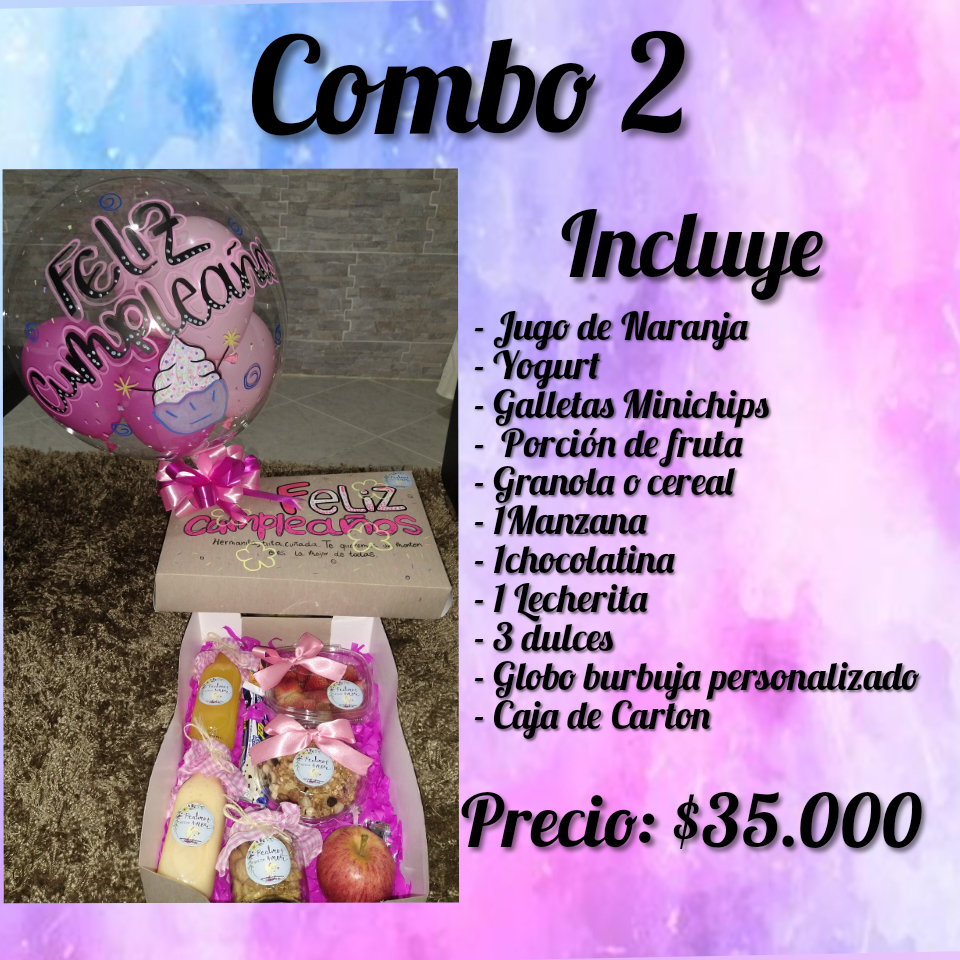 Combo 2
FELIZ
Cumpleaños
FELIZ
cumpleaños
Incluye
- Jugo de Naranja
- Yogurt
- Galletas Minichips
- Porción de fruta
- Granola o cereal
- 1Manzana
- 1chocolatina
- 1 Lecherita
- 3 dulces
- Globo burbuja personalizado
- Caja de Carton
Precio: $35.000